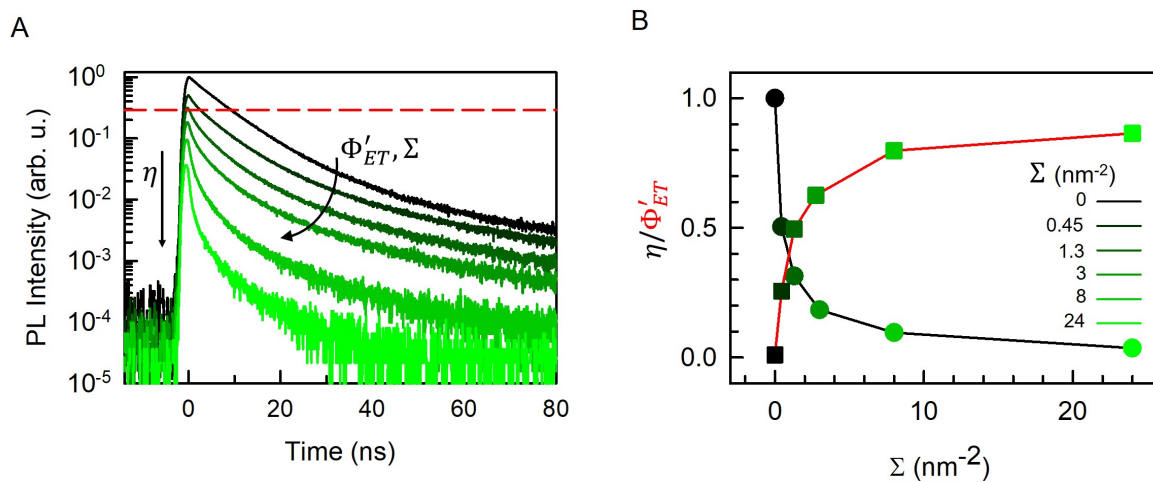 A
PL Intensity (arb. u.)
10⁰
10⁻¹
10⁻²
10⁻³
10⁻⁴
10⁻⁵
η
Φ′ET, Σ
0
20
40
60
80
Time (ns)
B
η/Φ′ET
1.0
0.5
0.0
Σ (nm⁻²)
0
0.45
1.3
3
8
24
0
10
20
Σ (nm⁻²)